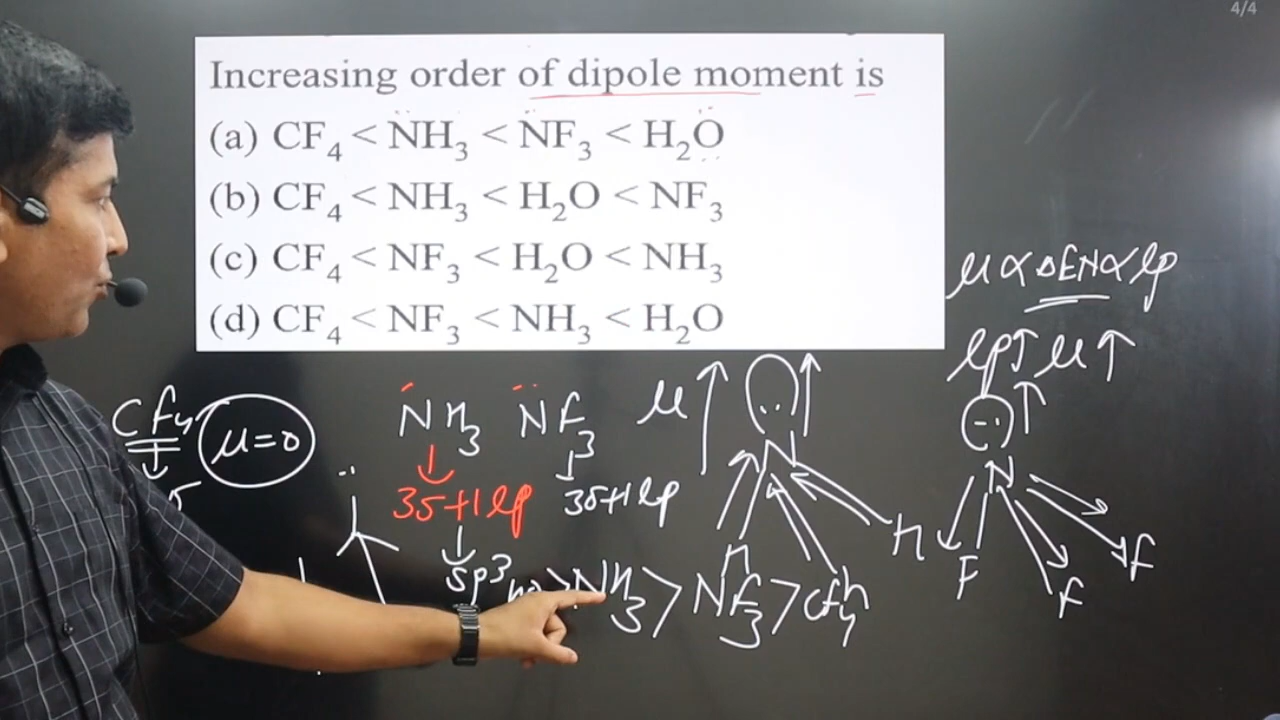 4/4
Increasing order of dipole moment is
(a) CF₄ < NH₃ < NF₃ < H₂O
(b) CF₄ < NH₃ < H₂O < NF₃
(c) CF₄ < NF₃ < H₂O < NH₃
(d) CF₄ < NF₃ < NH₃ < H₂O
μ ∝ ΔEN ∝ lp
lp↑ μ↑
CF₄
μ=0
NH₃ NF₃
↓ ↓
3σ+1lp 3σ+1lp
↓
sp³
μ ↑ ↑
N
H H H
↑
N
F F F
> NH₃ > NF₃ > CF₄